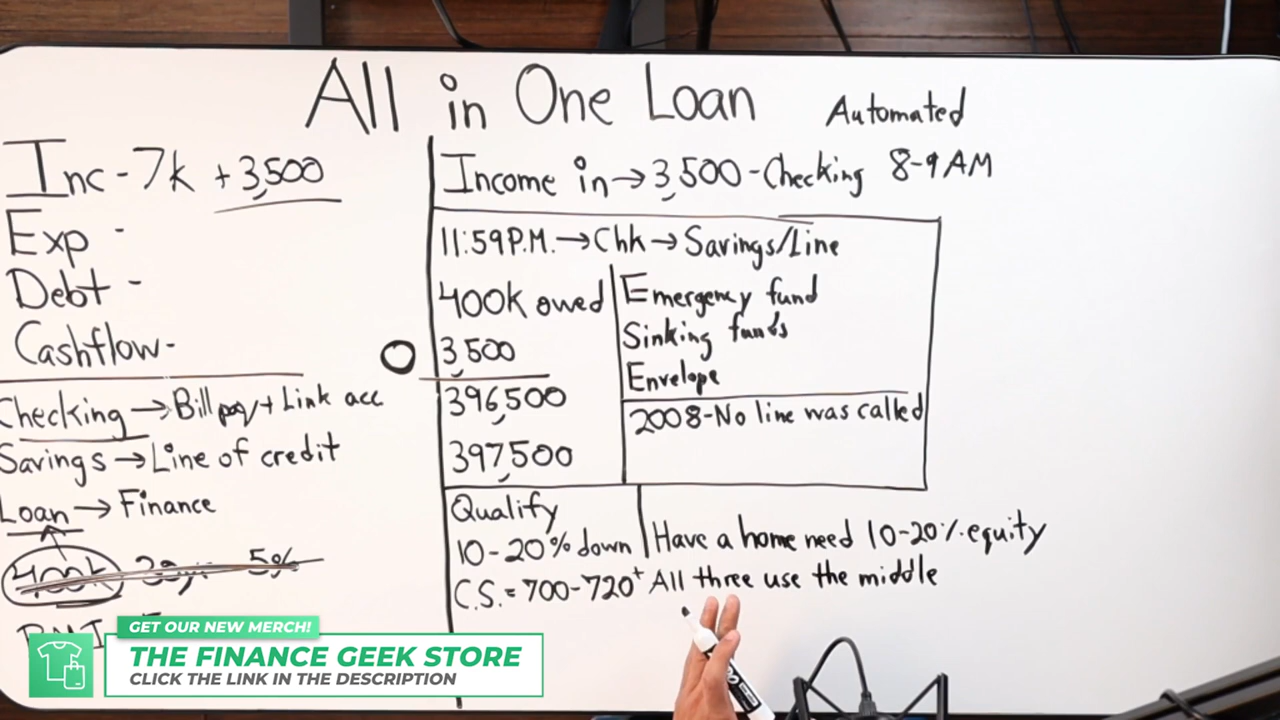 All in One Loan
Automated
Inc - 7k + 3,500
Exp -
Debt -
Cashflow -
Checking → Bill pay + Link acc
Savings → Line of credit
Loan → Finance
400k 5%
Income in → 3,500 - Checking 8-9 AM
11:59 P.M. → Chk → Savings/Line
400K owed
3,500
396,500
397,500
Emergency fund
Sinking funds
Envelope
2008 - No line was called
Qualify
10-20% down
Have a home need 10-20% equity
C.S. = 700-720+ All three use the middle
GET OUR NEW MERCH!
THE FINANCE GEEK STORE
CLICK THE LINK IN THE DESCRIPTION